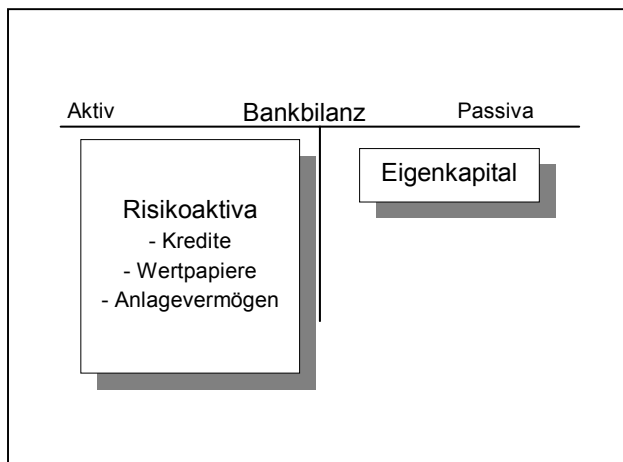 Aktiv Bankbilanz Passiva
Risikoaktiva
- Kredite
- Wertpapiere
- Anlagevermögen
Eigenkapital